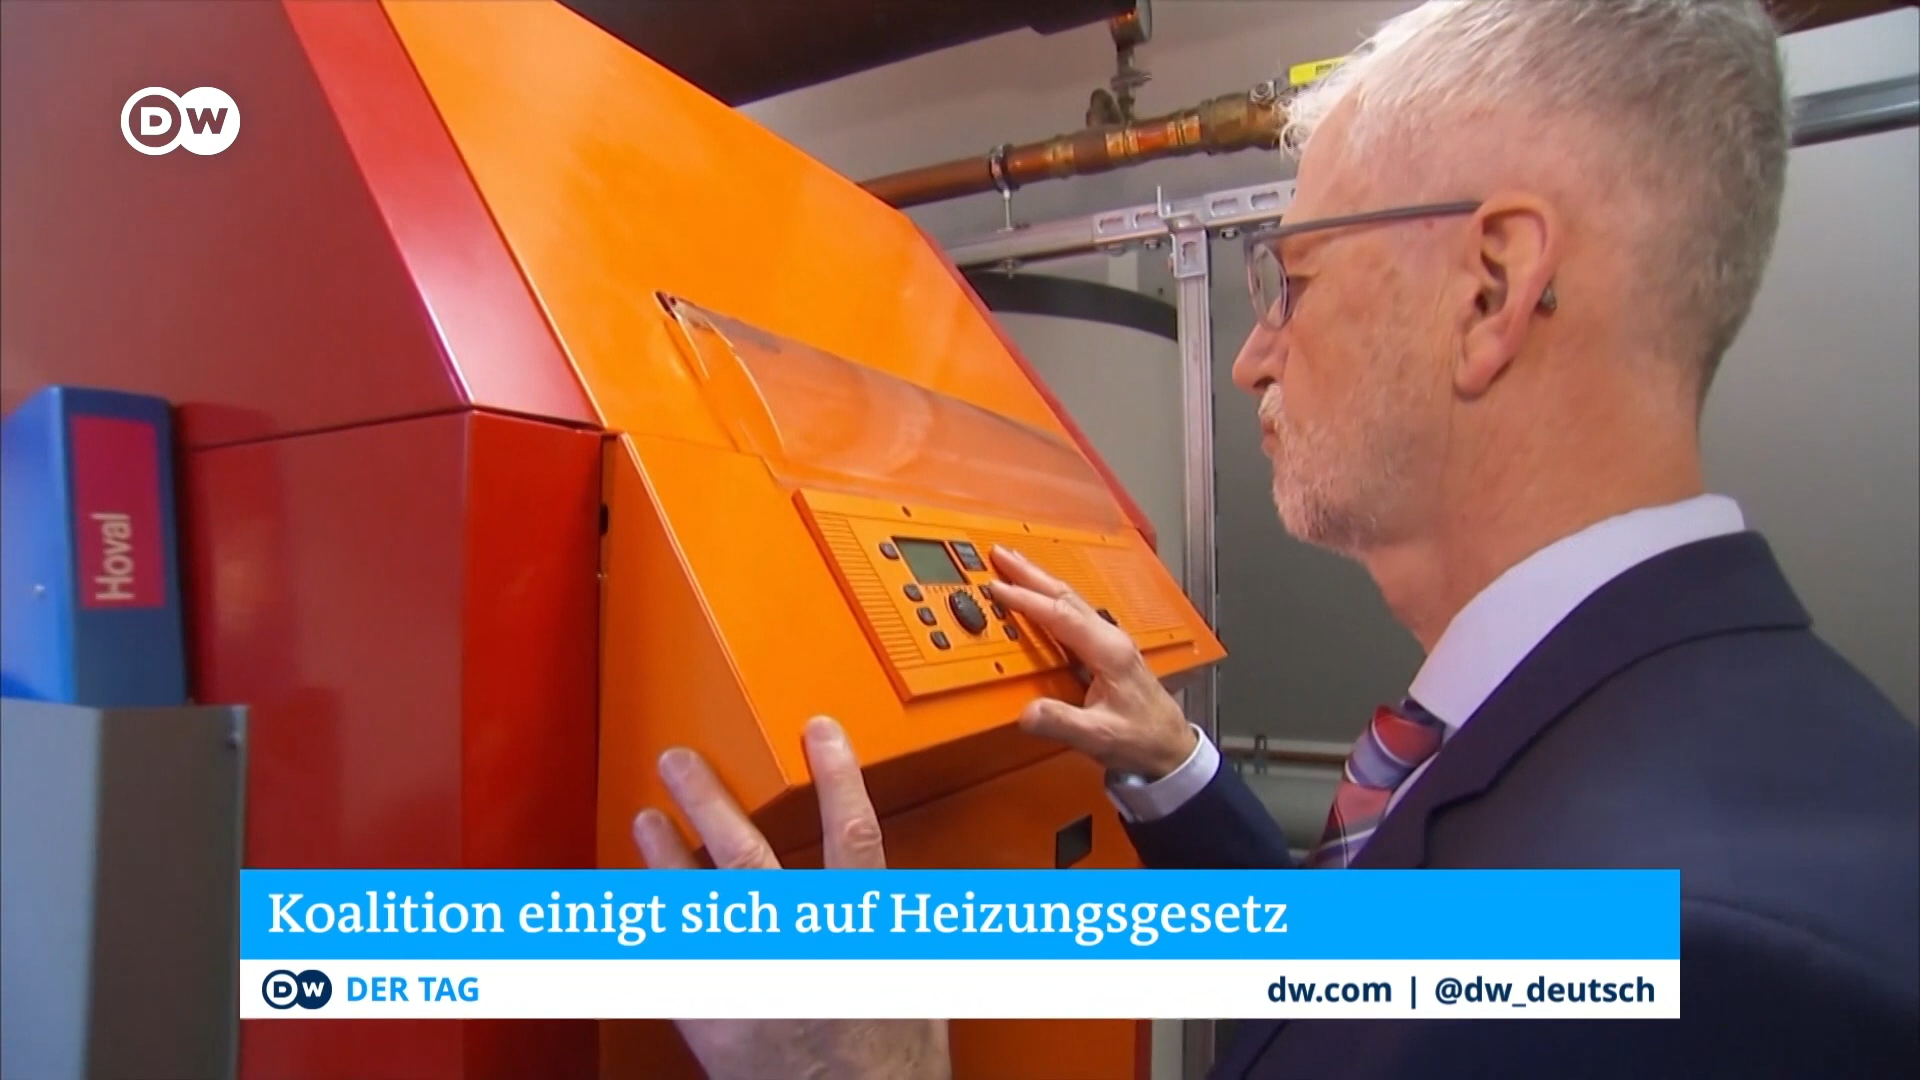 DW
Hoval
Koalition einigt sich auf Heizungsgesetz
DW DER TAG
dw.com | @dw_deutsch